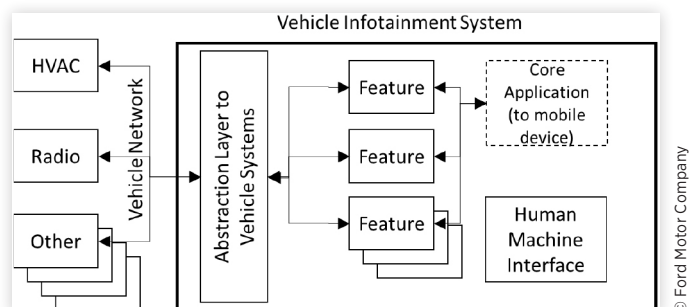 Vehicle Infotainment System
HVAC
Radio
Other
Vehicle Network
Abstraction Layer to
Vehicle Systems
Feature
Feature
Feature
Core
Application
(to mobile
device)
Human
Machine
Interface
© Ford Motor Company